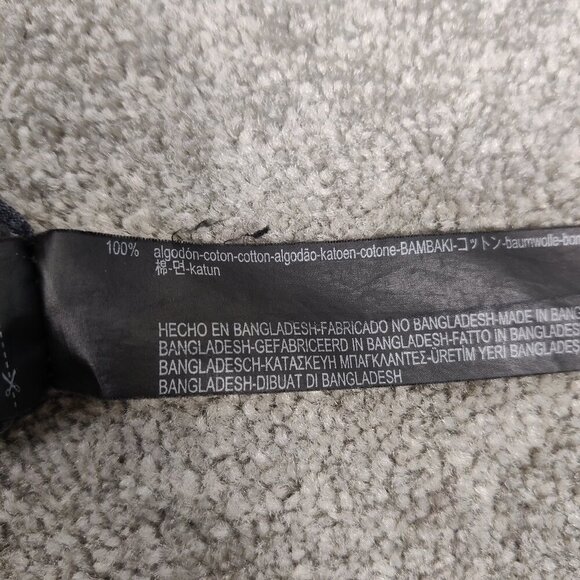 100% algodón-coton-cotton-algodão-katoen-cotone-BAMBAKI-コットン-baumwolle-
棉-면-katun
HECHO EN BANGLADESH-FABRICADO NO BANGLADESH-MADE IN
BANGLADESH-GEFABRICEERD IN BANGLADESH-FATTO IN BANGLADESH-
BANGLADESCH-ΚΑΤΑΣΚΕΥΗ ΜΠΑΓΚΛΑΝΤΕΣ-ÜRETİM YERI BANGLADES
BANGLADESH-DIBUAT DI BANGLADESH